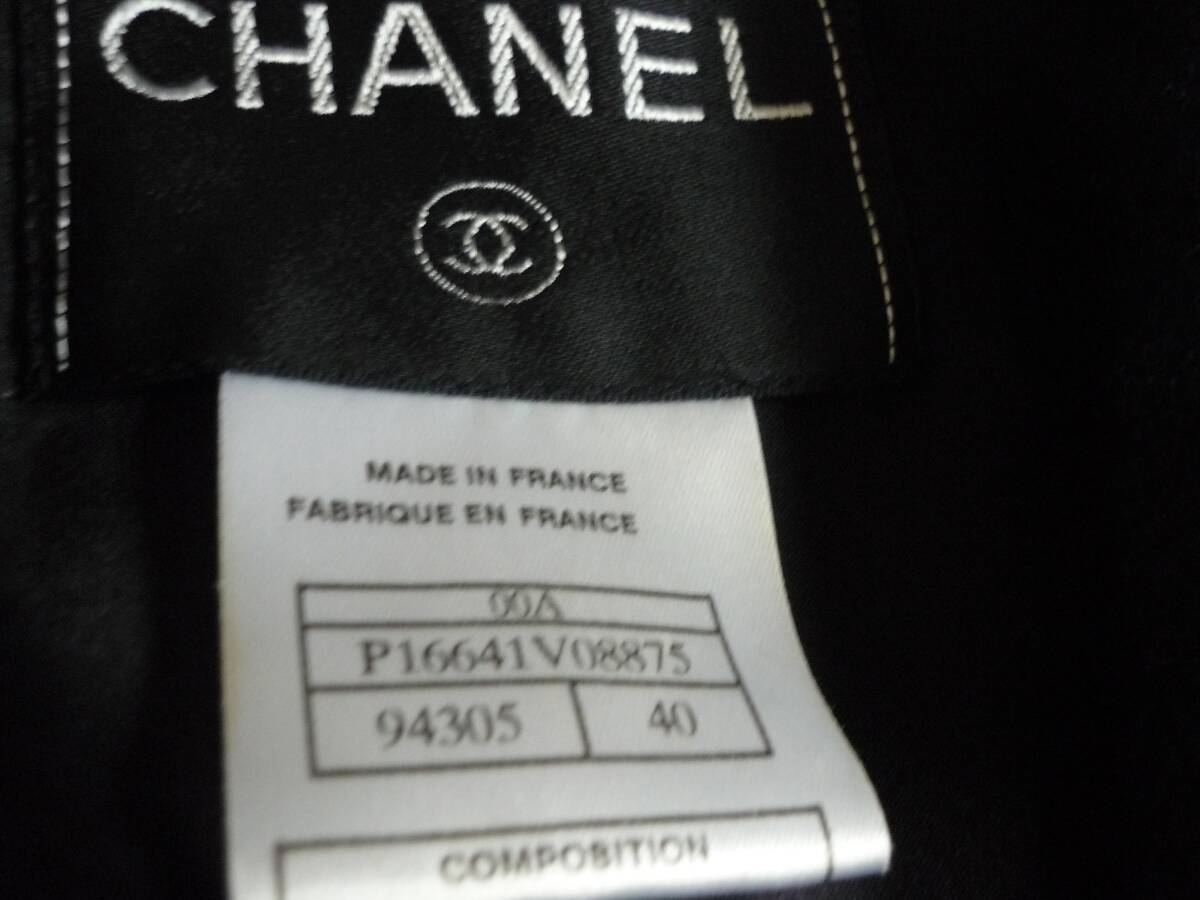 CHANEL
MADE IN FRANCE
FABRIQUE EN FRANCE
00A
P16641V08875
94305 40
COMPOSITION